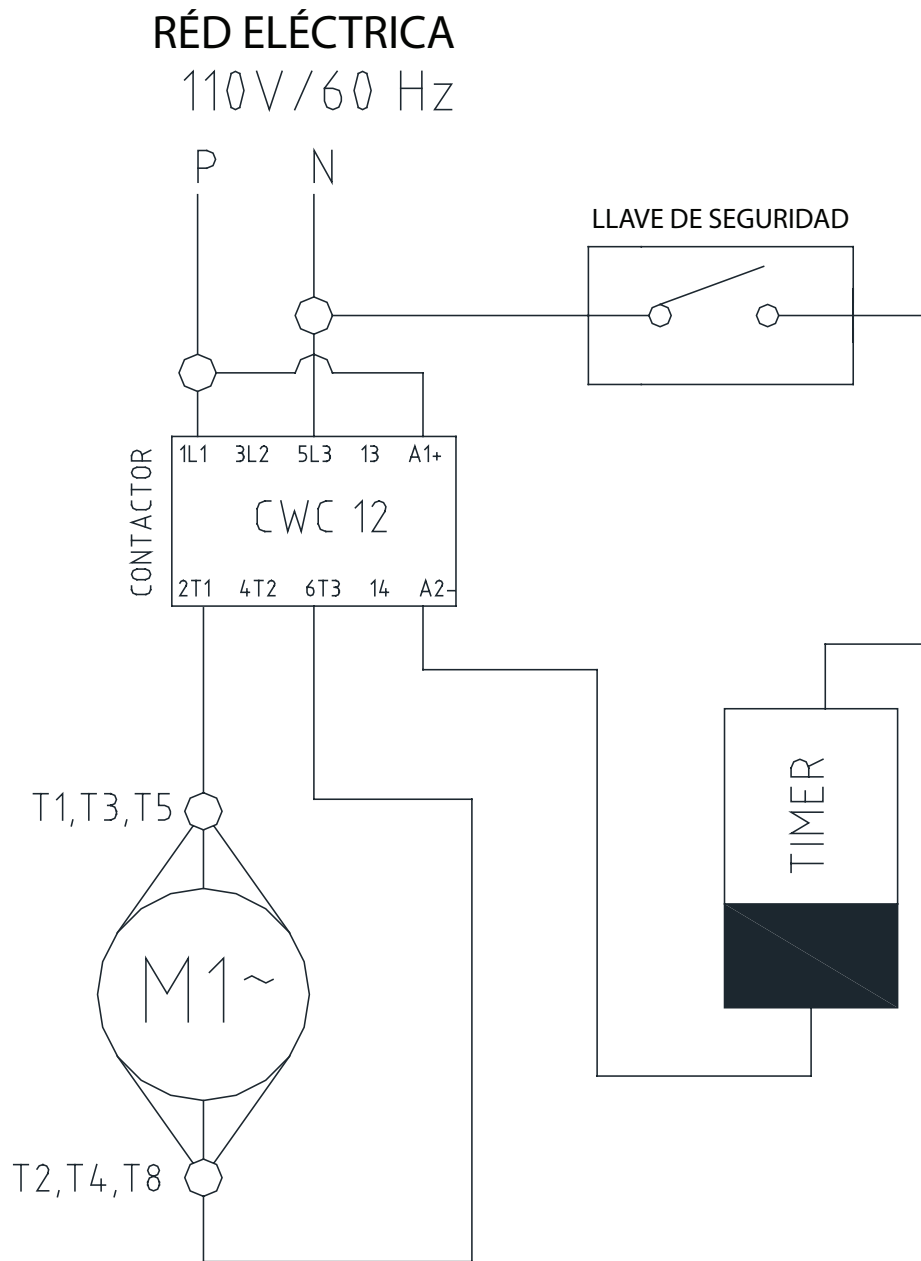 RÉD ELÉCTRICA
110V/60 Hz
P N
LLAVE DE SEGURIDAD
1L1 3L2 5L3 13 A1+
CONTACTOR
CWC 12
2T1 4T2 6T3 14 A2-
TIMER
T1,T3,T5
M1~
T2,T4,T8